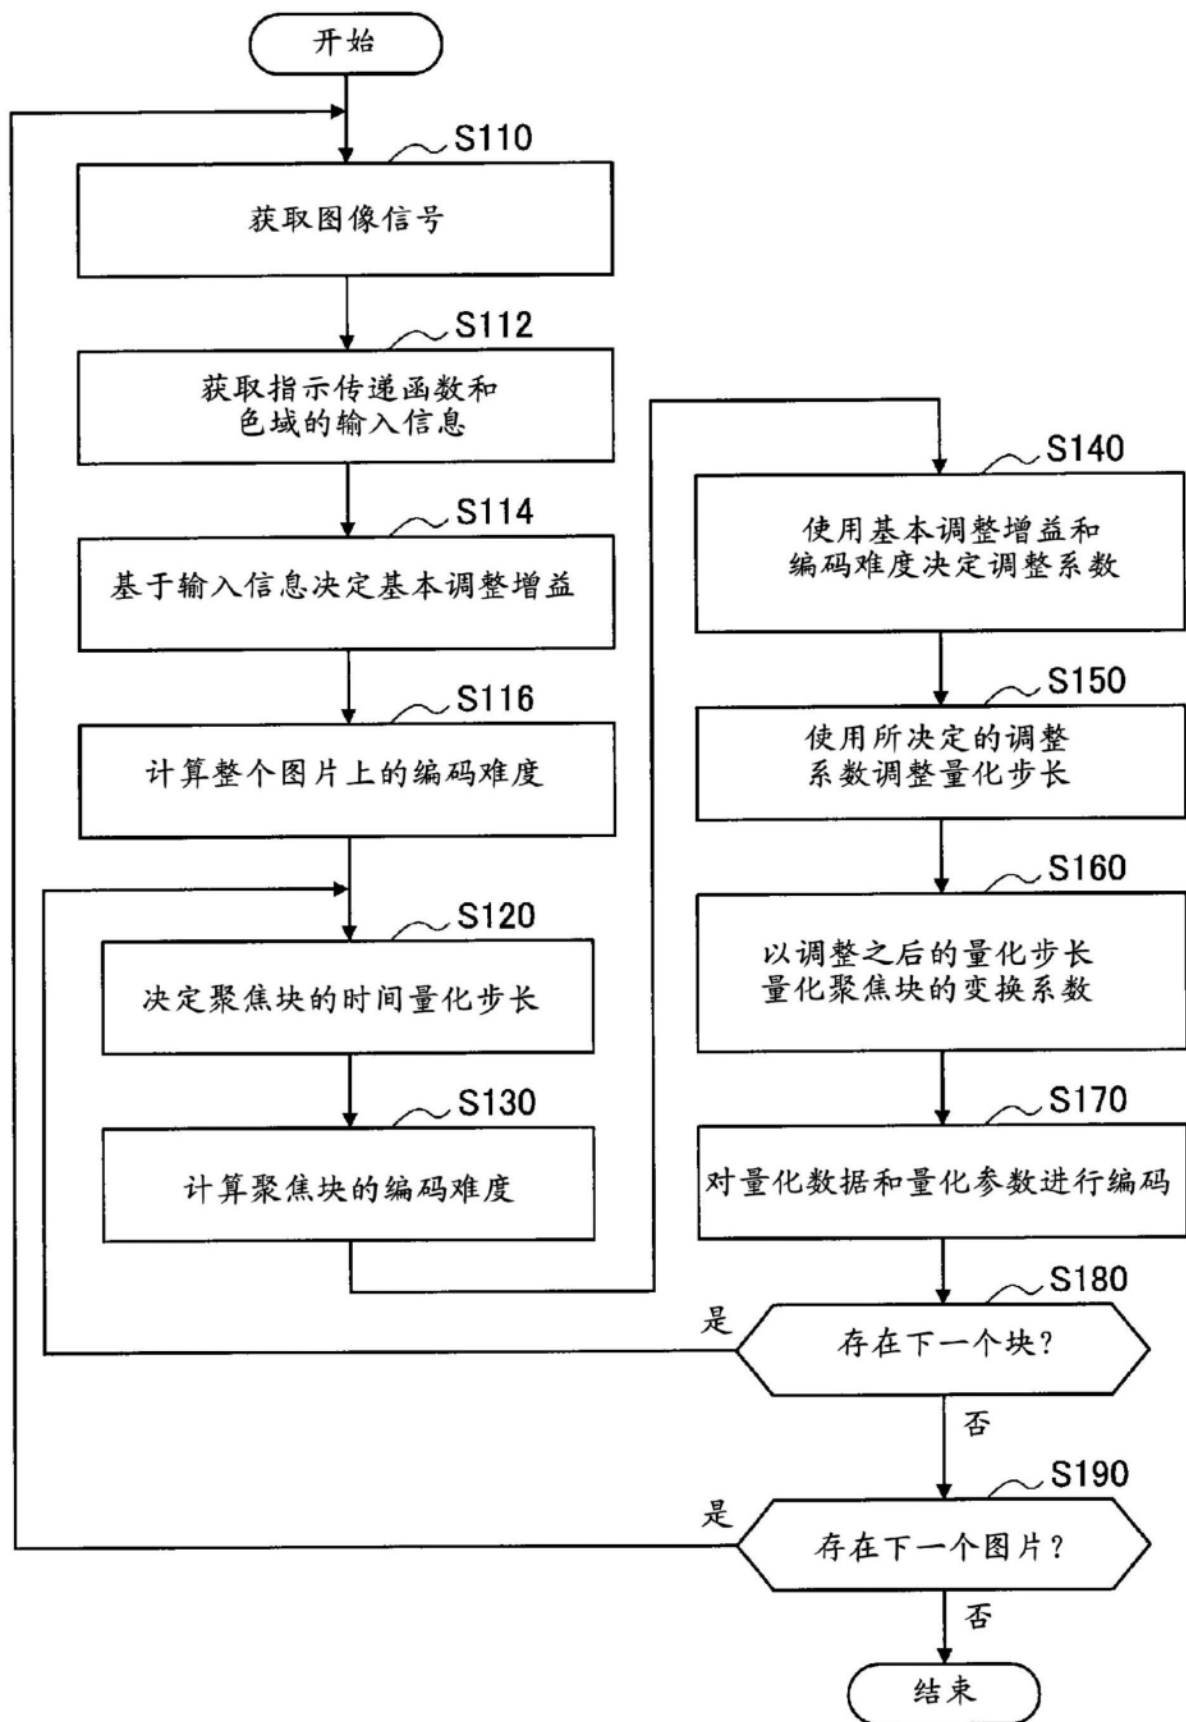 开始
S110
获取图像信号
S112
获取指示传递函数和
色域的输入信息
S114
基于输入信息决定基本调整增益
S116
计算整个图片上的编码难度
S120
决定聚焦块的时间量化步长
S130
计算聚焦块的编码难度
S140
使用基本调整增益和
编码难度决定调整系数
S150
使用所决定的调整
系数调整量化步长
S160
以调整之后的量化步长
量化聚焦块的变换系数
S170
对量化数据和量化参数进行编码
S180
是
存在下一个块?
否
S190
是
存在下一个图片?
否
结束